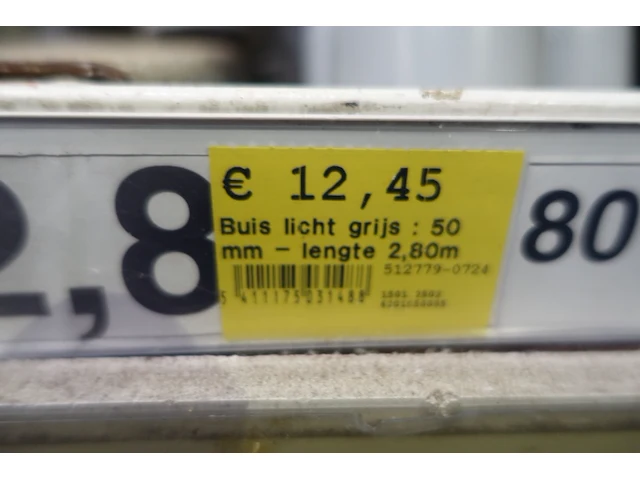 2,8
€ 12,45
80
Buis licht grijs : 50
mm - lengte 2,80m
512779-0724
5 411175 031488